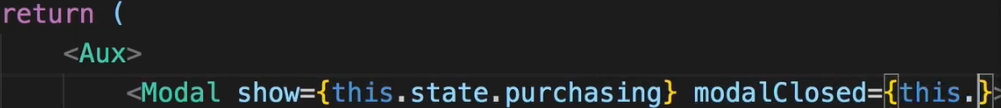 return (
<Aux>
<Modal show={this.state.purchasing} modalClosed={this.}